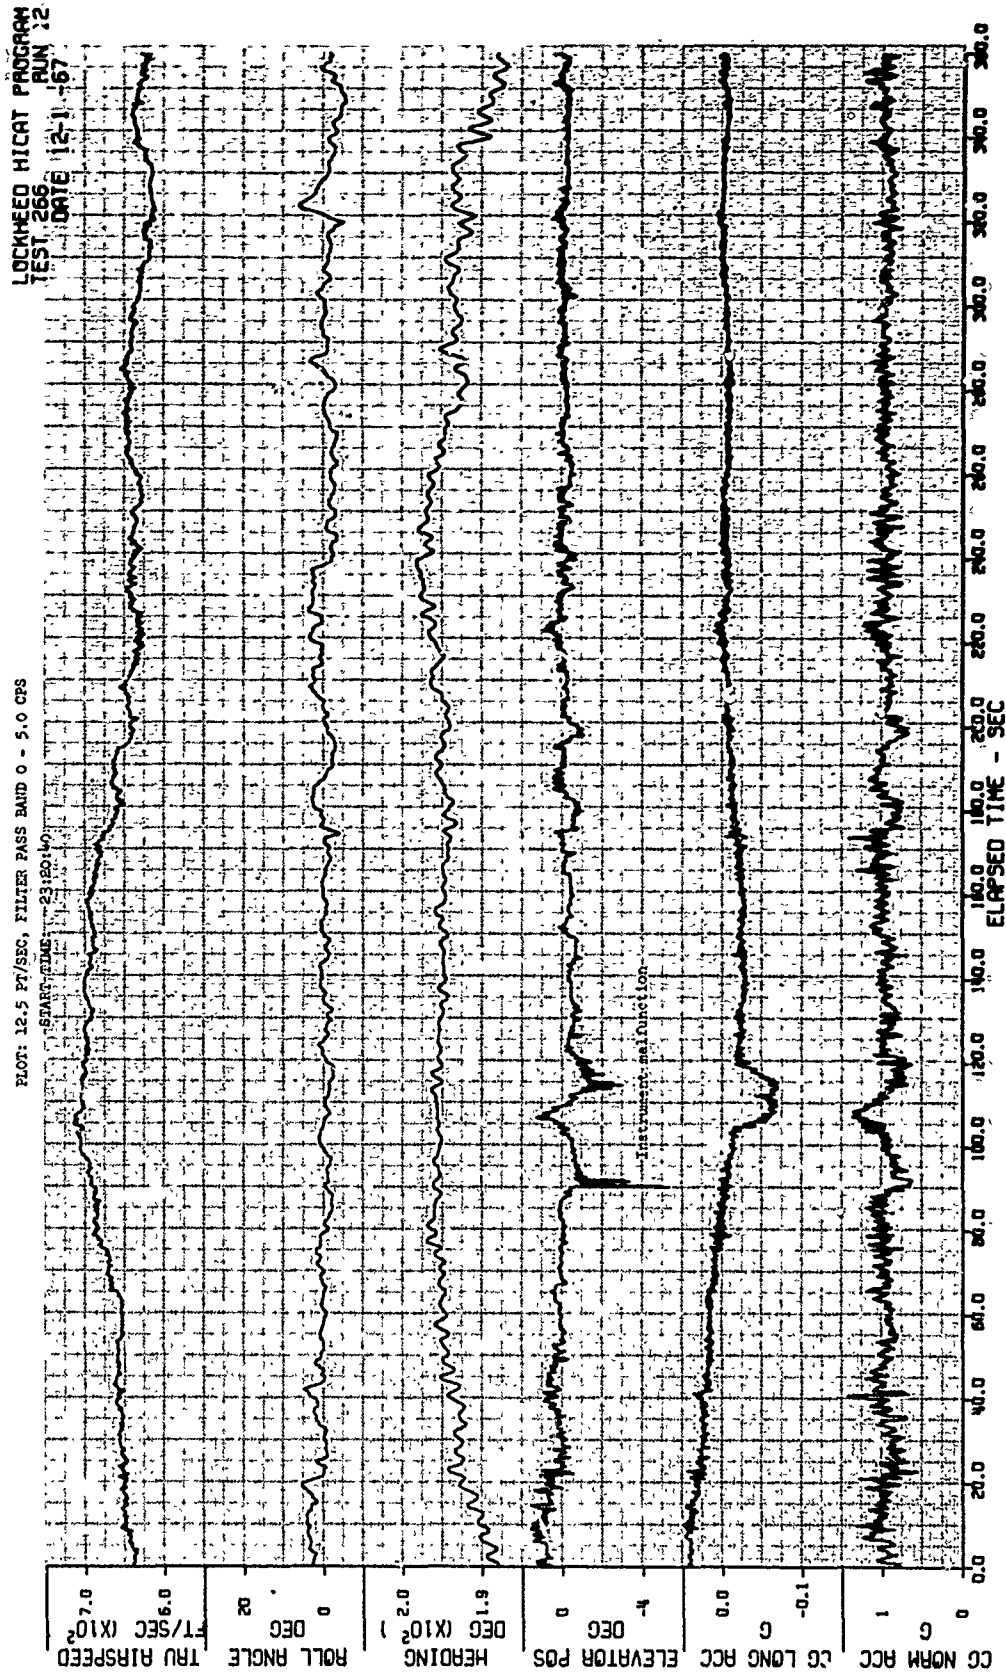 LOCKHEED HICAT PROGRAM
TEST 266 RUN 12
DATE 12-1-67
PLOT: 12.5 PT/SEC, FILTER PASS BAND 0 - 5.0 CPS
START TIME 23:20:40
TRU AIRSPEED
FT/SEC (X10²)
7.0
6.0
ROLL ANGLE
DEG
20
0
HEADING
DEG (X10²)
2.0
1.9
ELEVATOR POS
DEG
0
-4
Instrument malfunction
CG LONG ACC
G
0.0
-0.1
CG NORM ACC
G
1
0
0.0 20.0 40.0 60.0 80.0 100.0 120.0 140.0 160.0 180.0 200.0 220.0 240.0 260.0 280.0 300.0 320.0 340.0 360.0
ELAPSED TIME - SEC